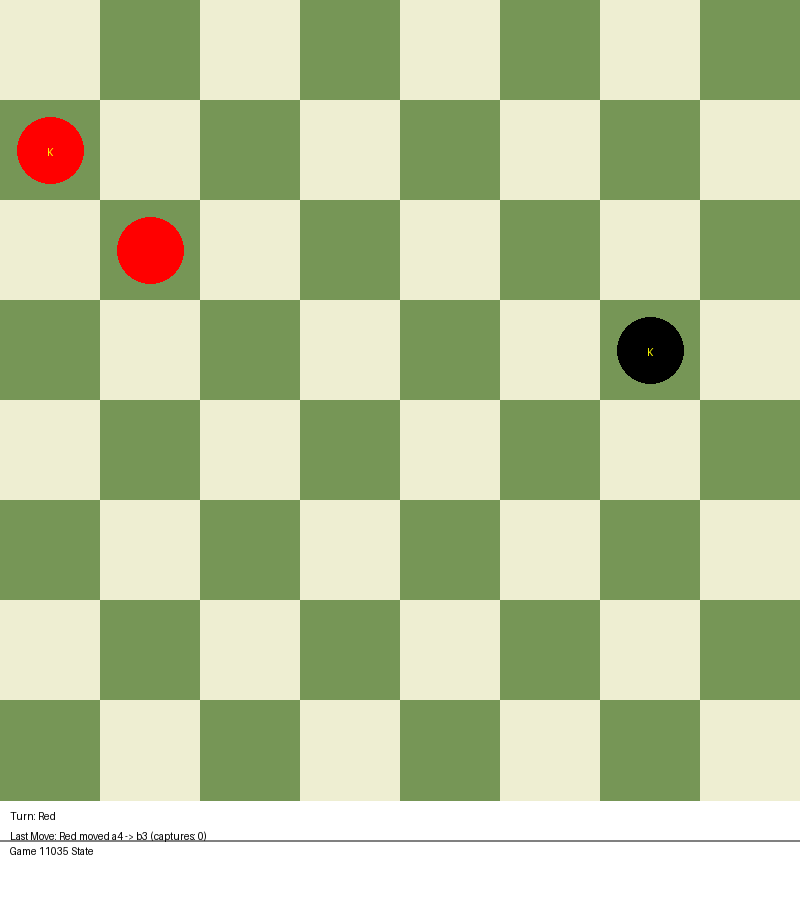 K
K
Turn: Red
Last Move: Red moved a4 -> b3 (captures: 0)
Game 11035 State